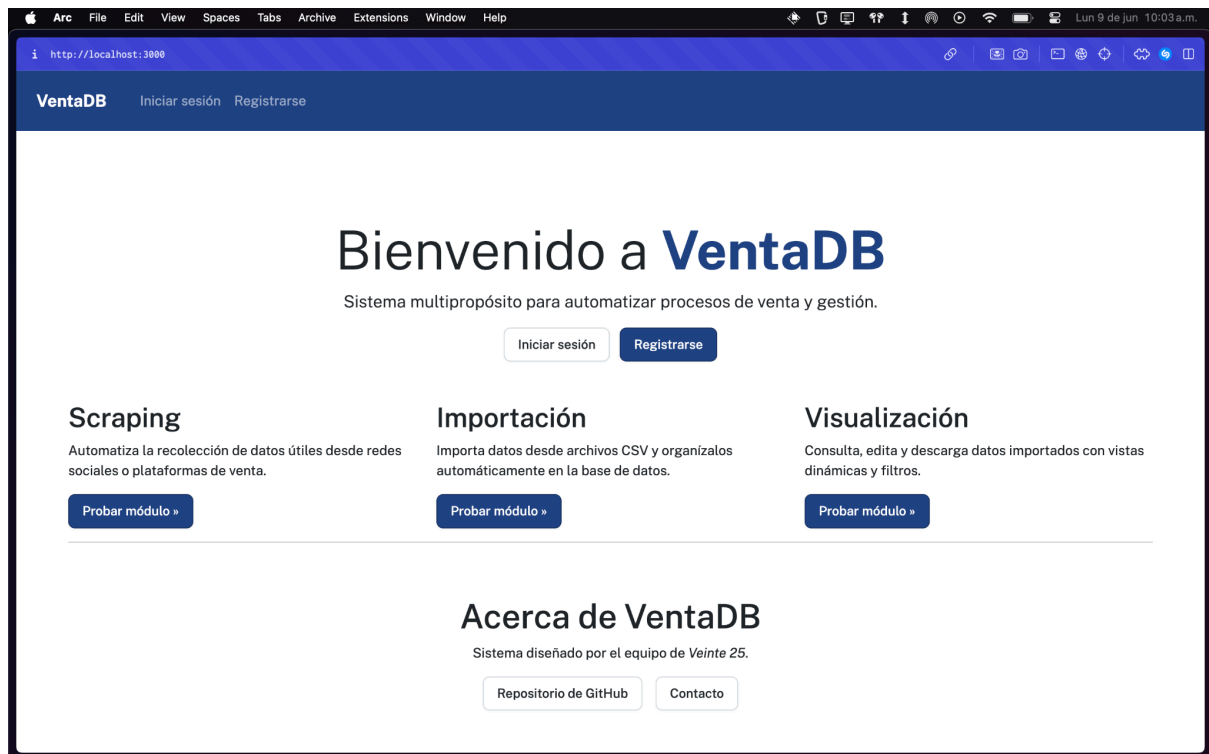 Arc File Edit View Spaces Tabs Archive Extensions Window Help Lun 9 de jun 10:03 a.m.
http://localhost:3000
VentaDB Iniciar sesión Registrarse
Bienvenido a VentaDB
Sistema multipropósito para automatizar procesos de venta y gestión.
Iniciar sesión Registrarse
Scraping
Automatiza la recolección de datos útiles desde redes
sociales o plataformas de venta.
Probar módulo »
Importación
Importa datos desde archivos CSV y organízalos
automáticamente en la base de datos.
Probar módulo »
Visualización
Consulta, edita y descarga datos importados con vistas
dinámicas y filtros.
Probar módulo »
Acerca de VentaDB
Sistema diseñado por el equipo de Veinte 25.
Repositorio de GitHub Contacto